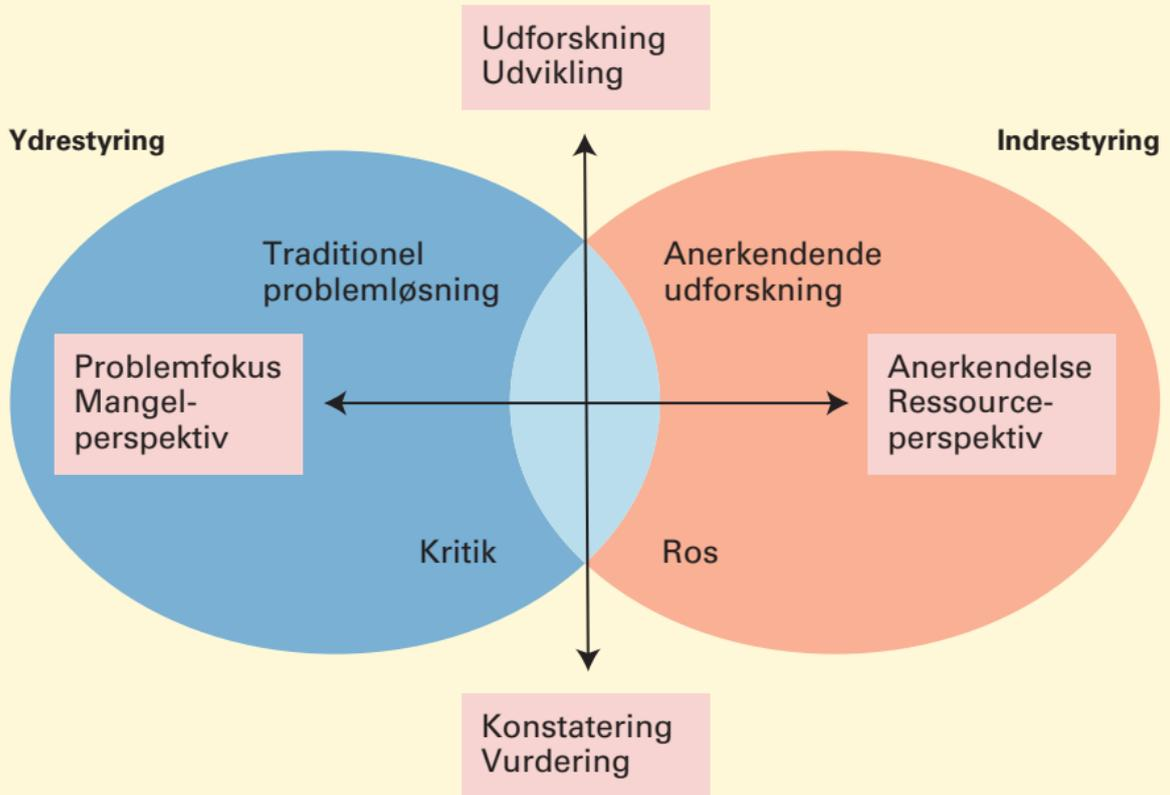 Udforskning
Udvikling
Ydrestyring
Indrestyring
Traditionel
problemløsning
Anerkendende
udforskning
Problemfokus
Mangel-
perspektiv
Anerkendelse
Ressource-
perspektiv
Kritik
Ros
Konstatering
Vurdering